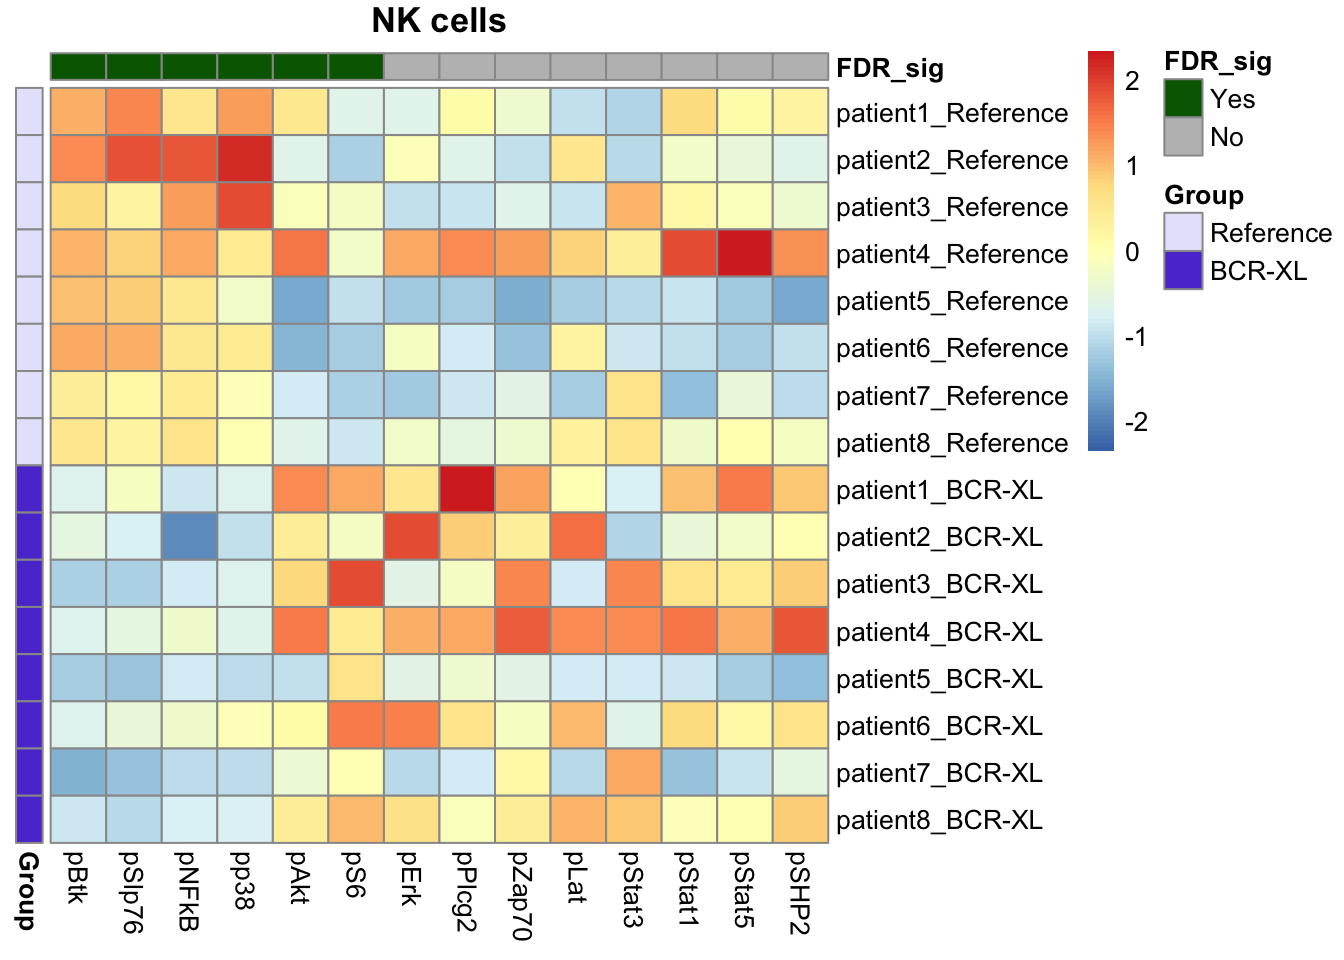 NK cells
FDR_sig
patient1_Reference
patient2_Reference
patient3_Reference
patient4_Reference
patient5_Reference
patient6_Reference
patient7_Reference
patient8_Reference
patient1_BCR-XL
patient2_BCR-XL
patient3_BCR-XL
patient4_BCR-XL
patient5_BCR-XL
patient6_BCR-XL
patient7_BCR-XL
patient8_BCR-XL
Group
pBtk
pSlp76
pNFkB
pp38
pAkt
pS6
pErk
pPlcg2
pZap70
pLat
pStat3
pStat1
pStat5
pSHP2
2
1
0
-1
-2
FDR_sig
Yes
No
Group
Reference
BCR-XL